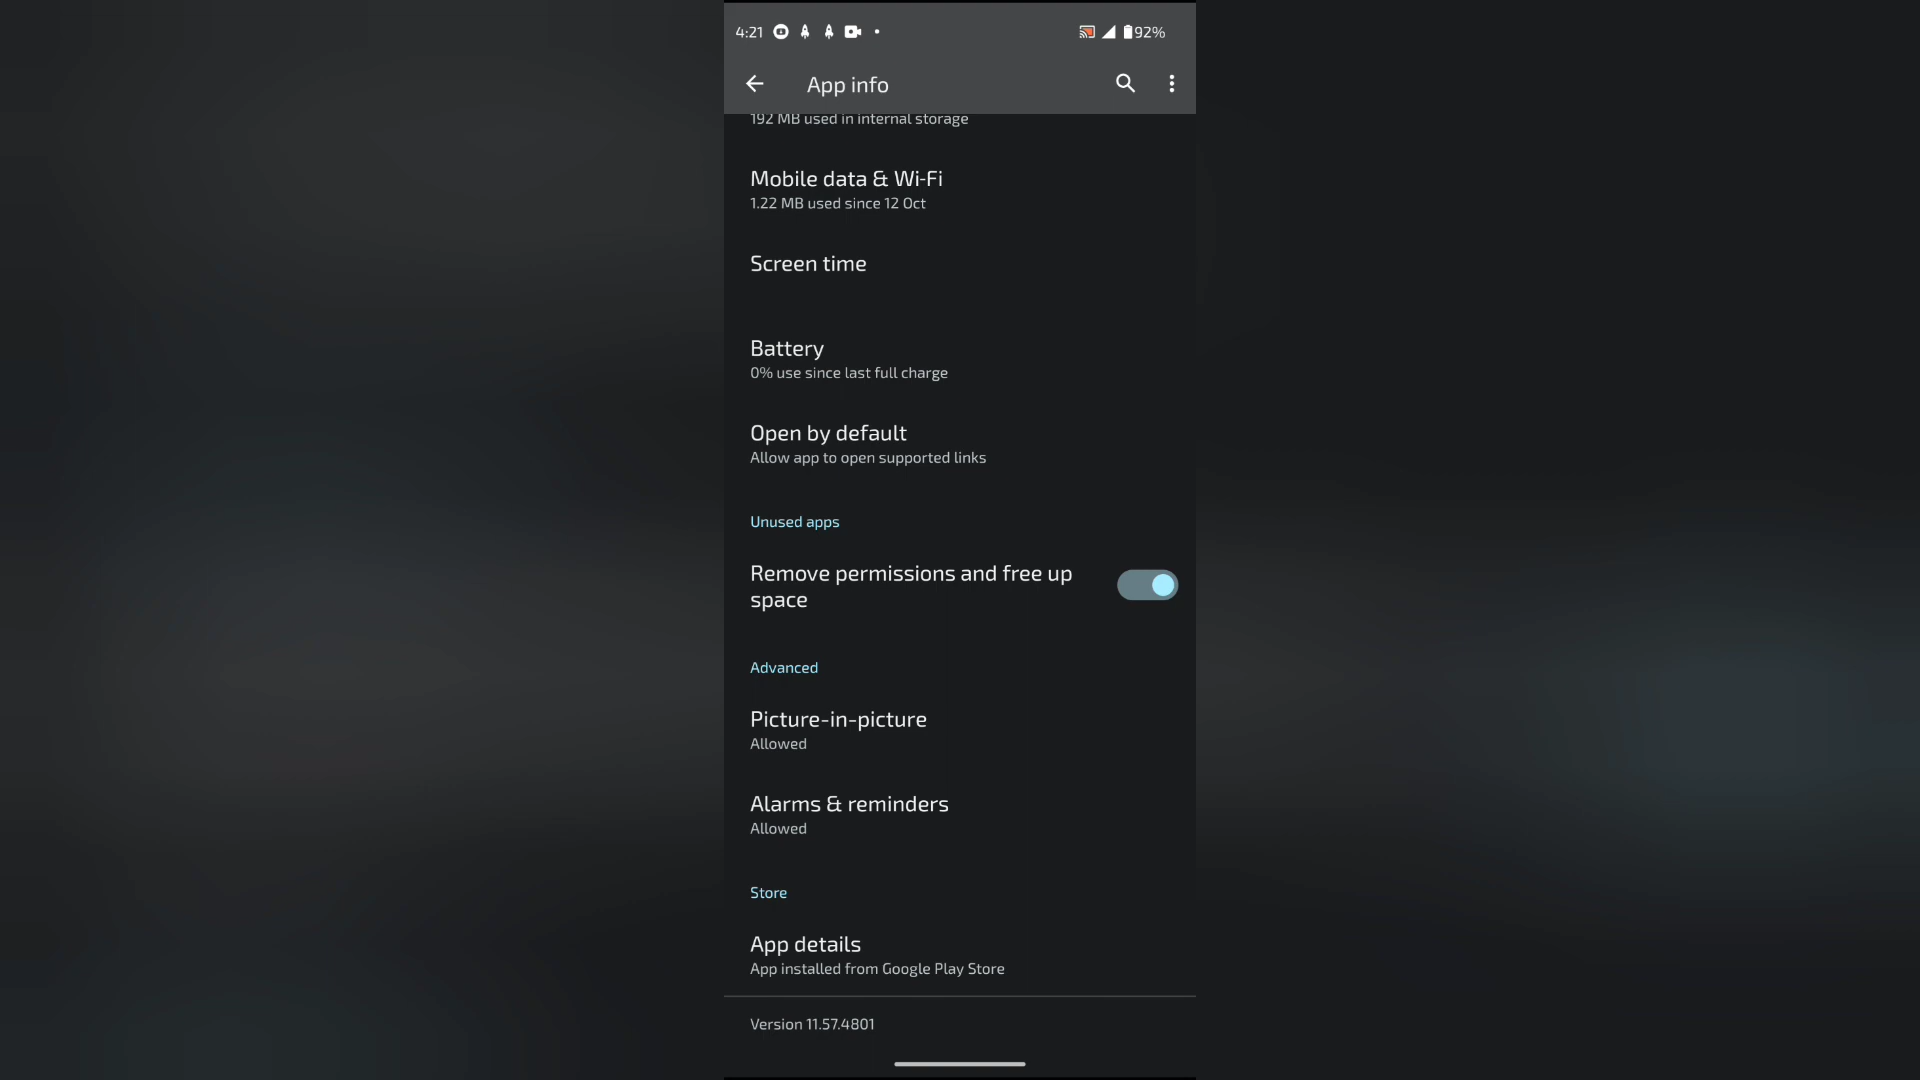 4:21
92%
App info
192 MB used in internal storage
Mobile data & Wi-Fi
1.22 MB used since 12 Oct
Screen time
Battery
0% use since last full charge
Open by default
Allow app to open supported links
Unused apps
Remove permissions and free up
space
Advanced
Picture-in-picture
Allowed
Alarms & reminders
Allowed
Store
App details
App installed from Google Play Store
Version 11.57.4801